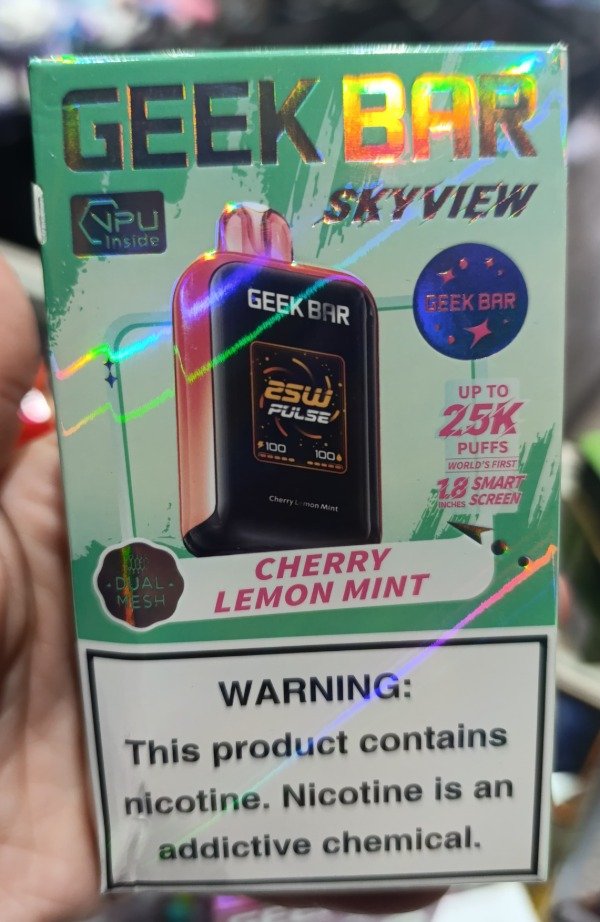 GEEK BAR
SKYVIEW
VPU
Inside
GEEK BAR
25W
PULSE
100 100
Cherry Lemon Mint
GEEK BAR
UP TO
25K
PUFFS
WORLD'S FIRST
1.8 SMART
INCHES SCREEN
DUAL
MESH
CHERRY
LEMON MINT
WARNING:
This product contains
nicotine. Nicotine is an
addictive chemical.